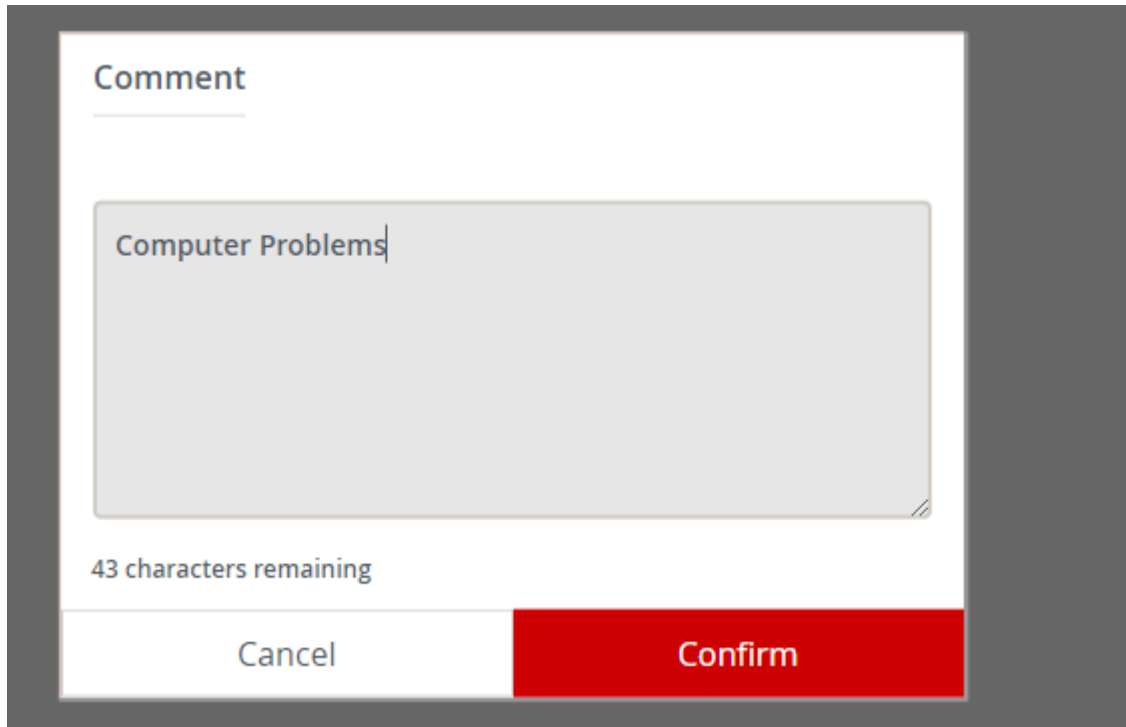 Comment
Computer Problems
43 characters remaining
Cancel
Confirm